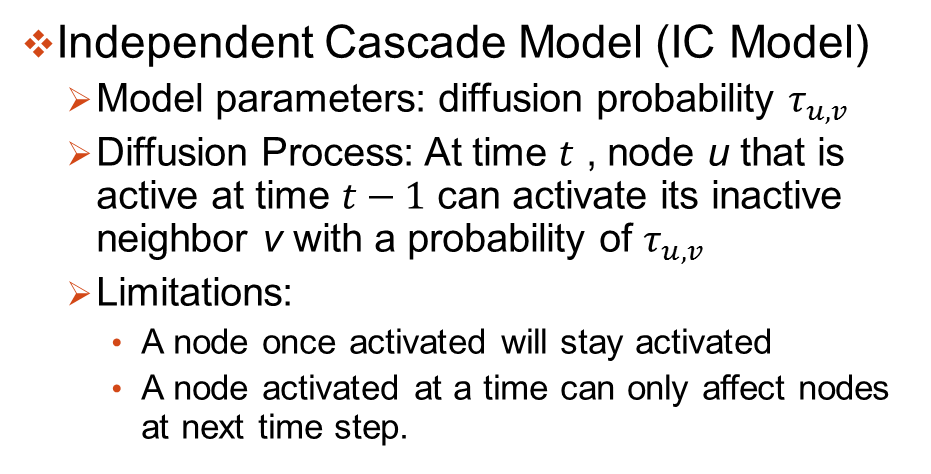 ❖Independent Cascade Model (IC Model)
➢Model parameters: diffusion probability τ_{u,v}
➢Diffusion Process: At time t , node u that is
active at time t − 1 can activate its inactive
neighbor v with a probability of τ_{u,v}
➢Limitations:
• A node once activated will stay activated
• A node activated at a time can only affect nodes
at next time step.